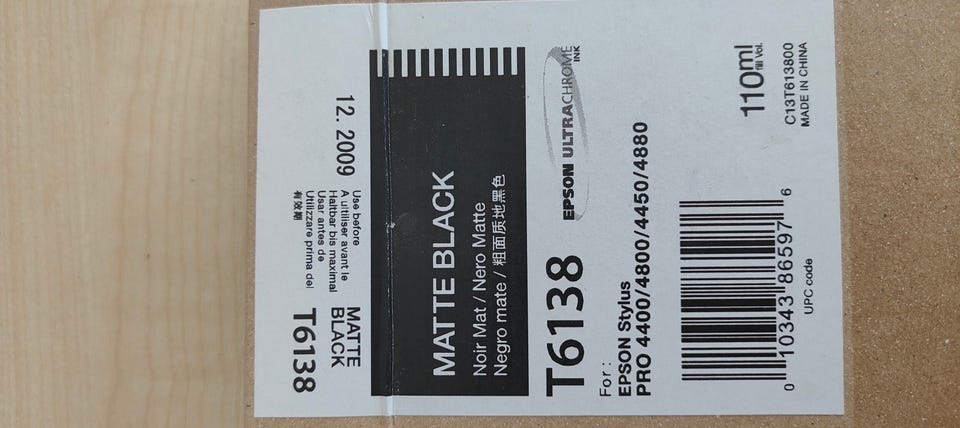 MATTE
BLACK
T6138
12. 2009
Use before
A utiliser avant le
Haltbar bis maximal
Usar antes de
Utilizzare prima del
有效期
MATTE BLACK
Noir Mat / Nero Matte
Negro mate / 粗面质地黑色
T6138
EPSON ULTRACHROME
INK
For :
EPSON Stylus
PRO 4400/4800/4450/4880
110ml
fill Vol.
0 10343 86597 6
UPC code
C13T613800
MADE IN CHINA